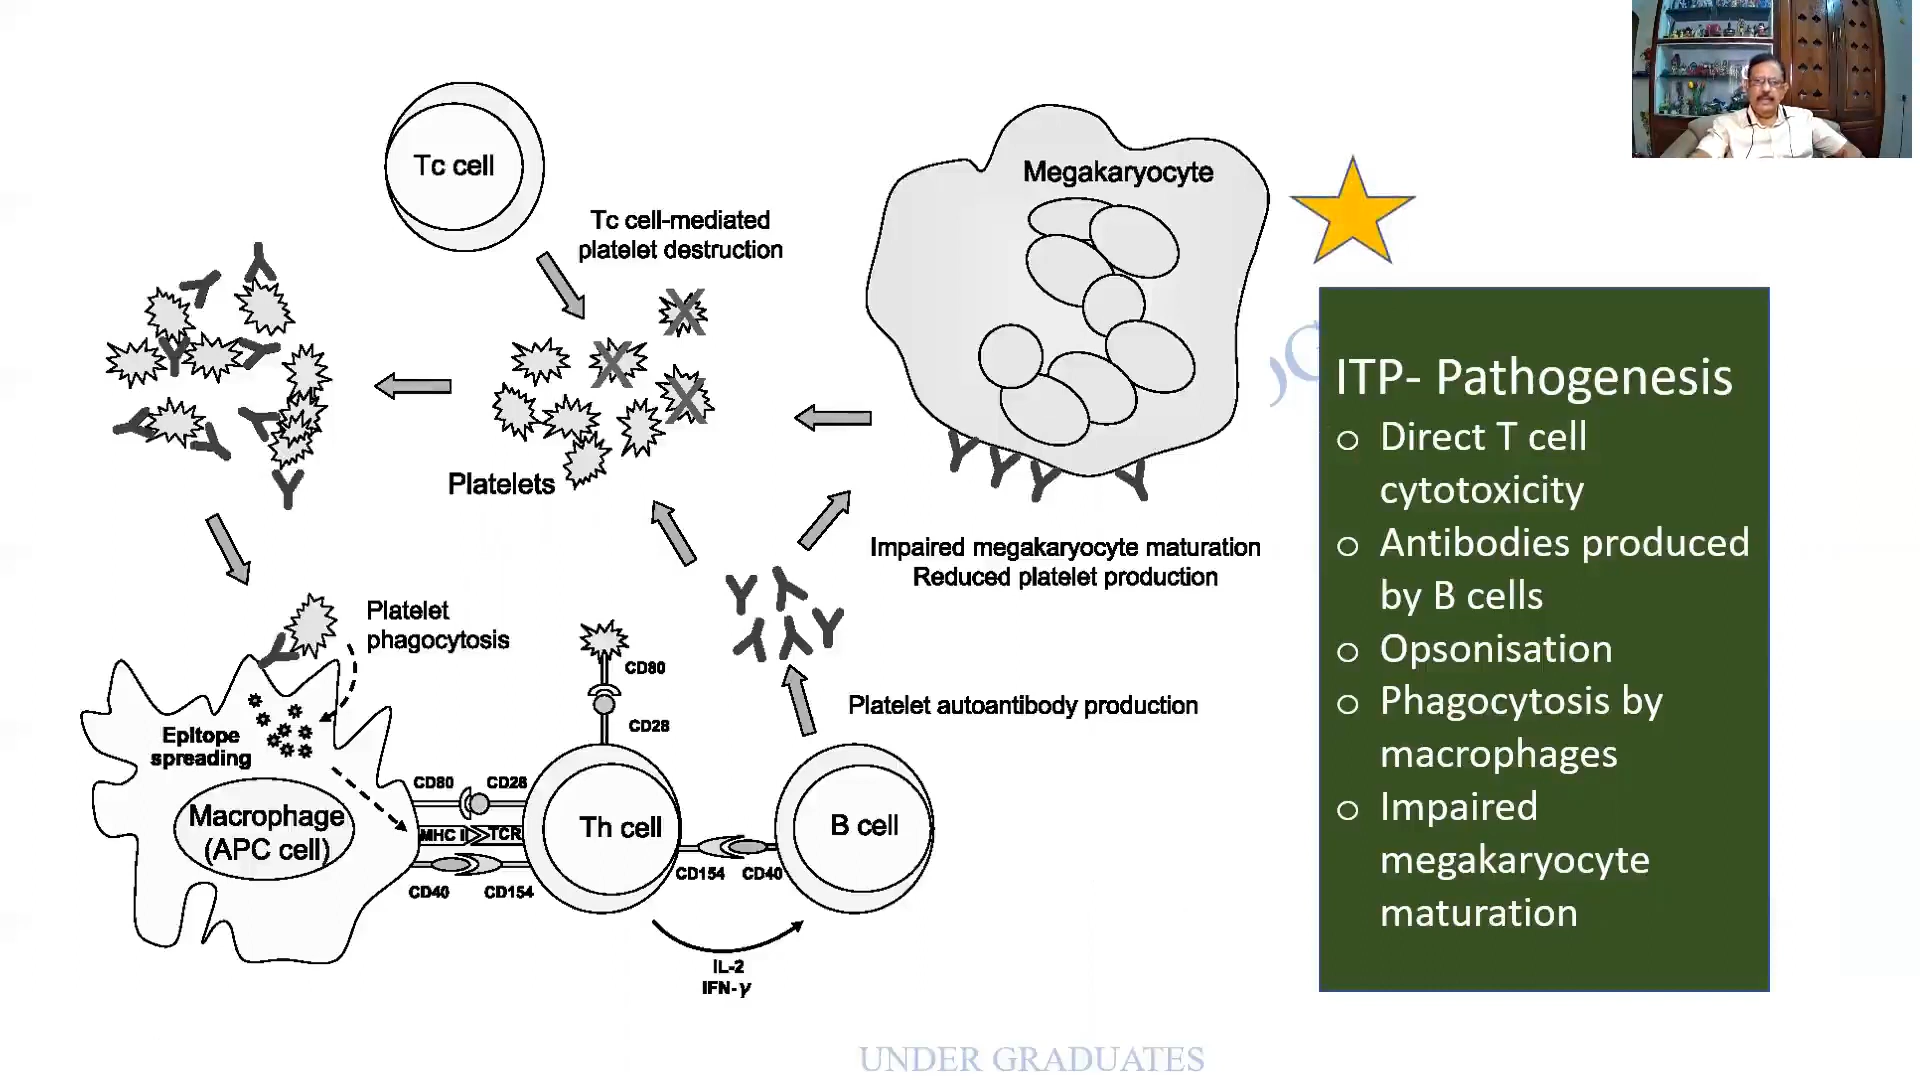 Tc cell
Tc cell-mediated
platelet destruction
Megakaryocyte
Platelets
Impaired megakaryocyte maturation
Reduced platelet production
Platelet
phagocytosis
CD80
CD28
Platelet autoantibody production
Epitope
spreading
Macrophage
(APC cell)
CD80 CD28
MHC II TCR
CD40 CD154
Th cell
CD154 CD40
B cell
IL-2
IFN-γ
ITP- Pathogenesis
o Direct T cell
cytotoxicity
o Antibodies produced
by B cells
o Opsonisation
o Phagocytosis by
macrophages
o Impaired
megakaryocyte
maturation
UNDER GRADUATES